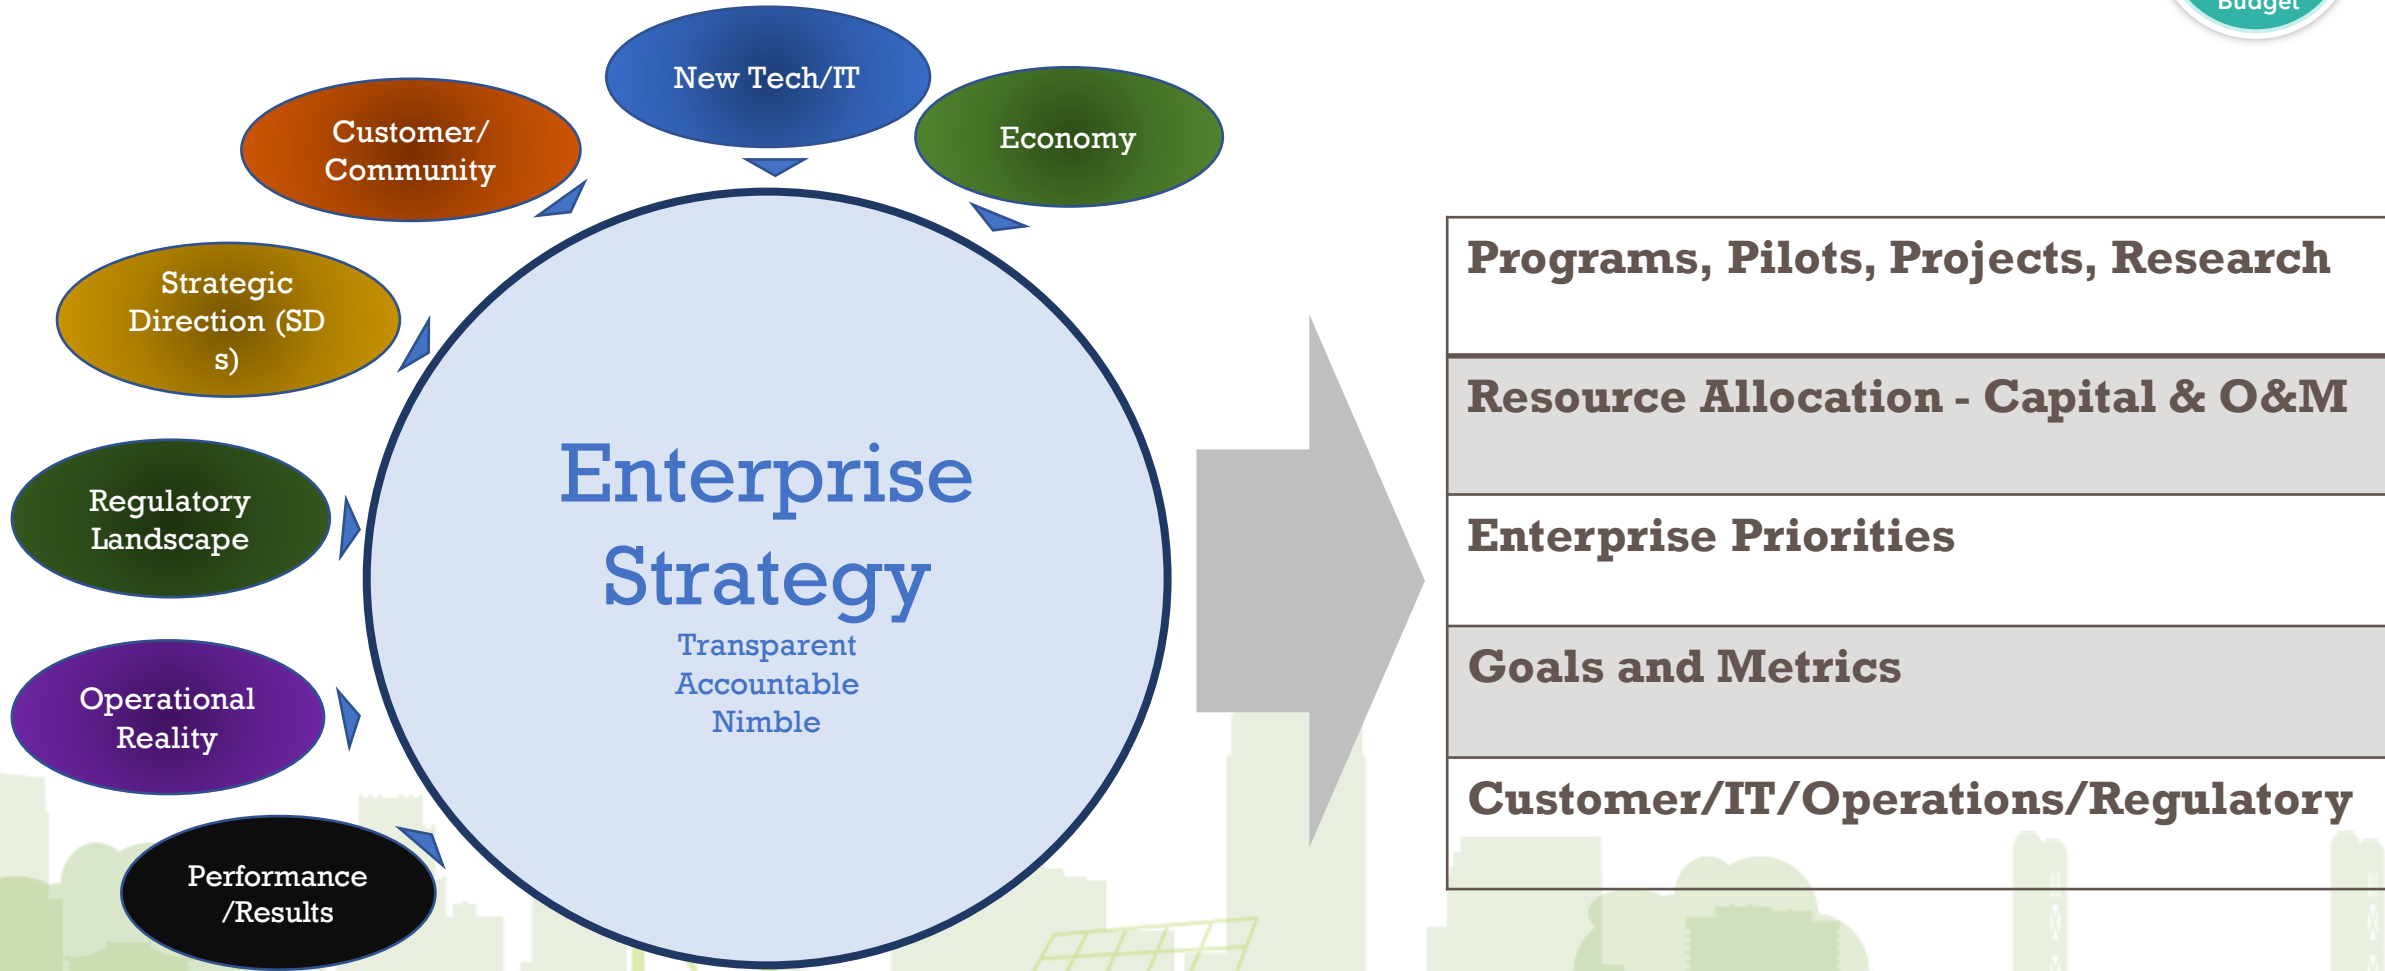 Budget
New Tech/IT
Customer/
Community
Economy
Strategic
Direction (SD
s)
Regulatory
Landscape
Operational
Reality
Performance
/Results
Enterprise
Strategy
Transparent
Accountable
Nimble
Programs, Pilots, Projects, Research
Resource Allocation - Capital & O&M
Enterprise Priorities
Goals and Metrics
Customer/IT/Operations/Regulatory